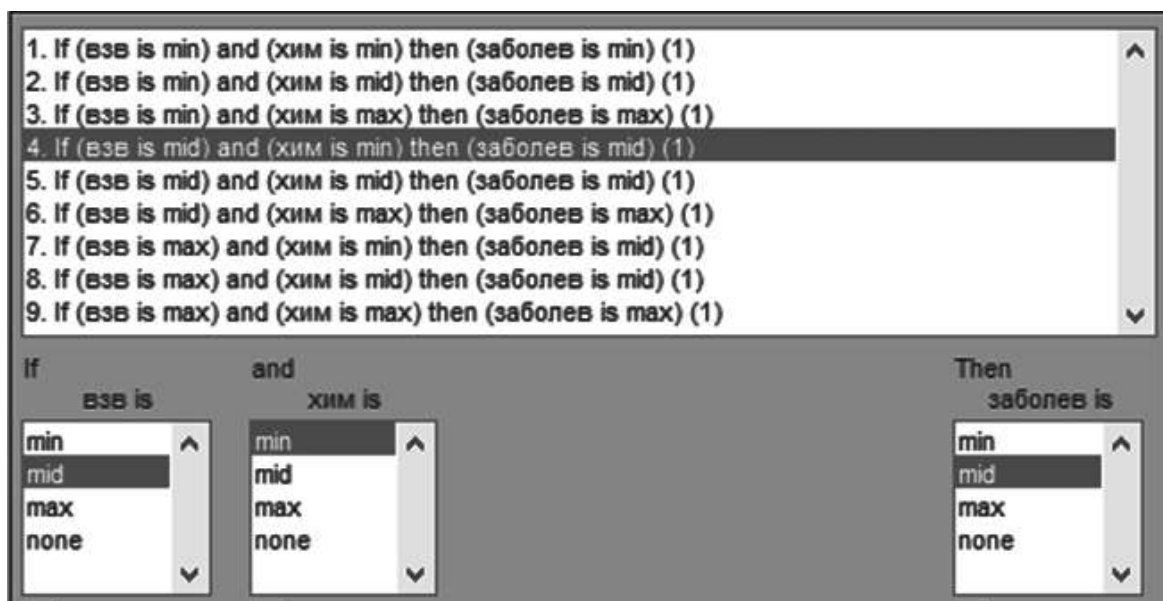 1. If (взв is min) and (хим is min) then (заболев is min) (1)
2. If (взв is min) and (хим is mid) then (заболев is mid) (1)
3. If (взв is min) and (хим is max) then (заболев is max) (1)
4. If (взв is mid) and (хим is min) then (заболев is mid) (1)
5. If (взв is mid) and (хим is mid) then (заболев is mid) (1)
6. If (взв is mid) and (хим is max) then (заболев is max) (1)
7. If (взв is max) and (хим is min) then (заболев is mid) (1)
8. If (взв is max) and (хим is mid) then (заболев is mid) (1)
9. If (взв is max) and (хим is max) then (заболев is max) (1)
If
взв is
min
mid
max
none
and
хим is
min
mid
max
none
Then
заболев is
min
mid
max
none